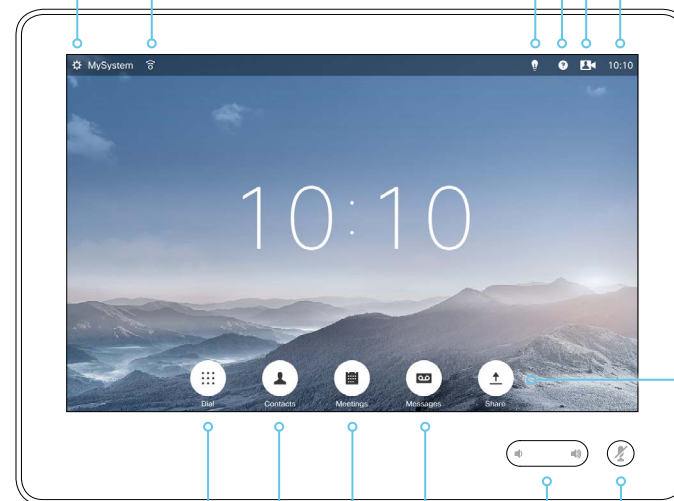 MySystem
10:10
10:10
Dial
Contacts
Meetings
Messages
Share